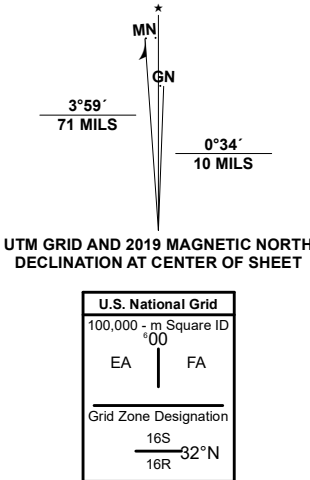 ★
MN
GN
3°59´
71 MILS
0°34´
10 MILS
UTM GRID AND 2019 MAGNETIC NORTH
DECLINATION AT CENTER OF SHEET
U.S. National Grid
100,000 - m Square ID
⁶00
EA FA
Grid Zone Designation
16S
32°N
16R